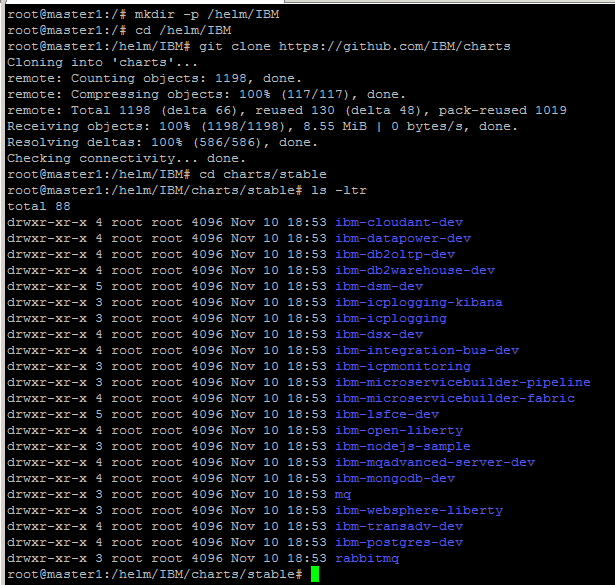 root@master1:/# mkdir -p /helm/IBM
root@master1:/# cd /helm/IBM
root@master1:/helm/IBM# git clone https://github.com/IBM/charts
Cloning into 'charts'...
remote: Counting objects: 1198, done.
remote: Compressing objects: 100% (117/117), done.
remote: Total 1198 (delta 66), reused 130 (delta 48), pack-reused 1019
Receiving objects: 100% (1198/1198), 8.55 MiB | 0 bytes/s, done.
Resolving deltas: 100% (586/586), done.
Checking connectivity... done.
root@master1:/helm/IBM# cd charts/stable
root@master1:/helm/IBM/charts/stable# ls -ltr
total 88
drwxr-xr-x 4 root root 4096 Nov 10 18:53 ibm-cloudant-dev
drwxr-xr-x 4 root root 4096 Nov 10 18:53 ibm-datapower-dev
drwxr-xr-x 4 root root 4096 Nov 10 18:53 ibm-db2oltp-dev
drwxr-xr-x 4 root root 4096 Nov 10 18:53 ibm-db2warehouse-dev
drwxr-xr-x 5 root root 4096 Nov 10 18:53 ibm-dsm-dev
drwxr-xr-x 3 root root 4096 Nov 10 18:53 ibm-icplogging-kibana
drwxr-xr-x 3 root root 4096 Nov 10 18:53 ibm-icplogging
drwxr-xr-x 4 root root 4096 Nov 10 18:53 ibm-dsx-dev
drwxr-xr-x 4 root root 4096 Nov 10 18:53 ibm-integration-bus-dev
drwxr-xr-x 3 root root 4096 Nov 10 18:53 ibm-icpmonitoring
drwxr-xr-x 3 root root 4096 Nov 10 18:53 ibm-microservicebuilder-pipeline
drwxr-xr-x 4 root root 4096 Nov 10 18:53 ibm-microservicebuilder-fabric
drwxr-xr-x 5 root root 4096 Nov 10 18:53 ibm-lsfce-dev
drwxr-xr-x 4 root root 4096 Nov 10 18:53 ibm-open-liberty
drwxr-xr-x 3 root root 4096 Nov 10 18:53 ibm-nodejs-sample
drwxr-xr-x 4 root root 4096 Nov 10 18:53 ibm-mqadvanced-server-dev
drwxr-xr-x 4 root root 4096 Nov 10 18:53 ibm-mongodb-dev
drwxr-xr-x 3 root root 4096 Nov 10 18:53 mq
drwxr-xr-x 3 root root 4096 Nov 10 18:53 ibm-websphere-liberty
drwxr-xr-x 4 root root 4096 Nov 10 18:53 ibm-transadv-dev
drwxr-xr-x 4 root root 4096 Nov 10 18:53 ibm-postgres-dev
drwxr-xr-x 3 root root 4096 Nov 10 18:53 rabbitmq
root@master1:/helm/IBM/charts/stable#